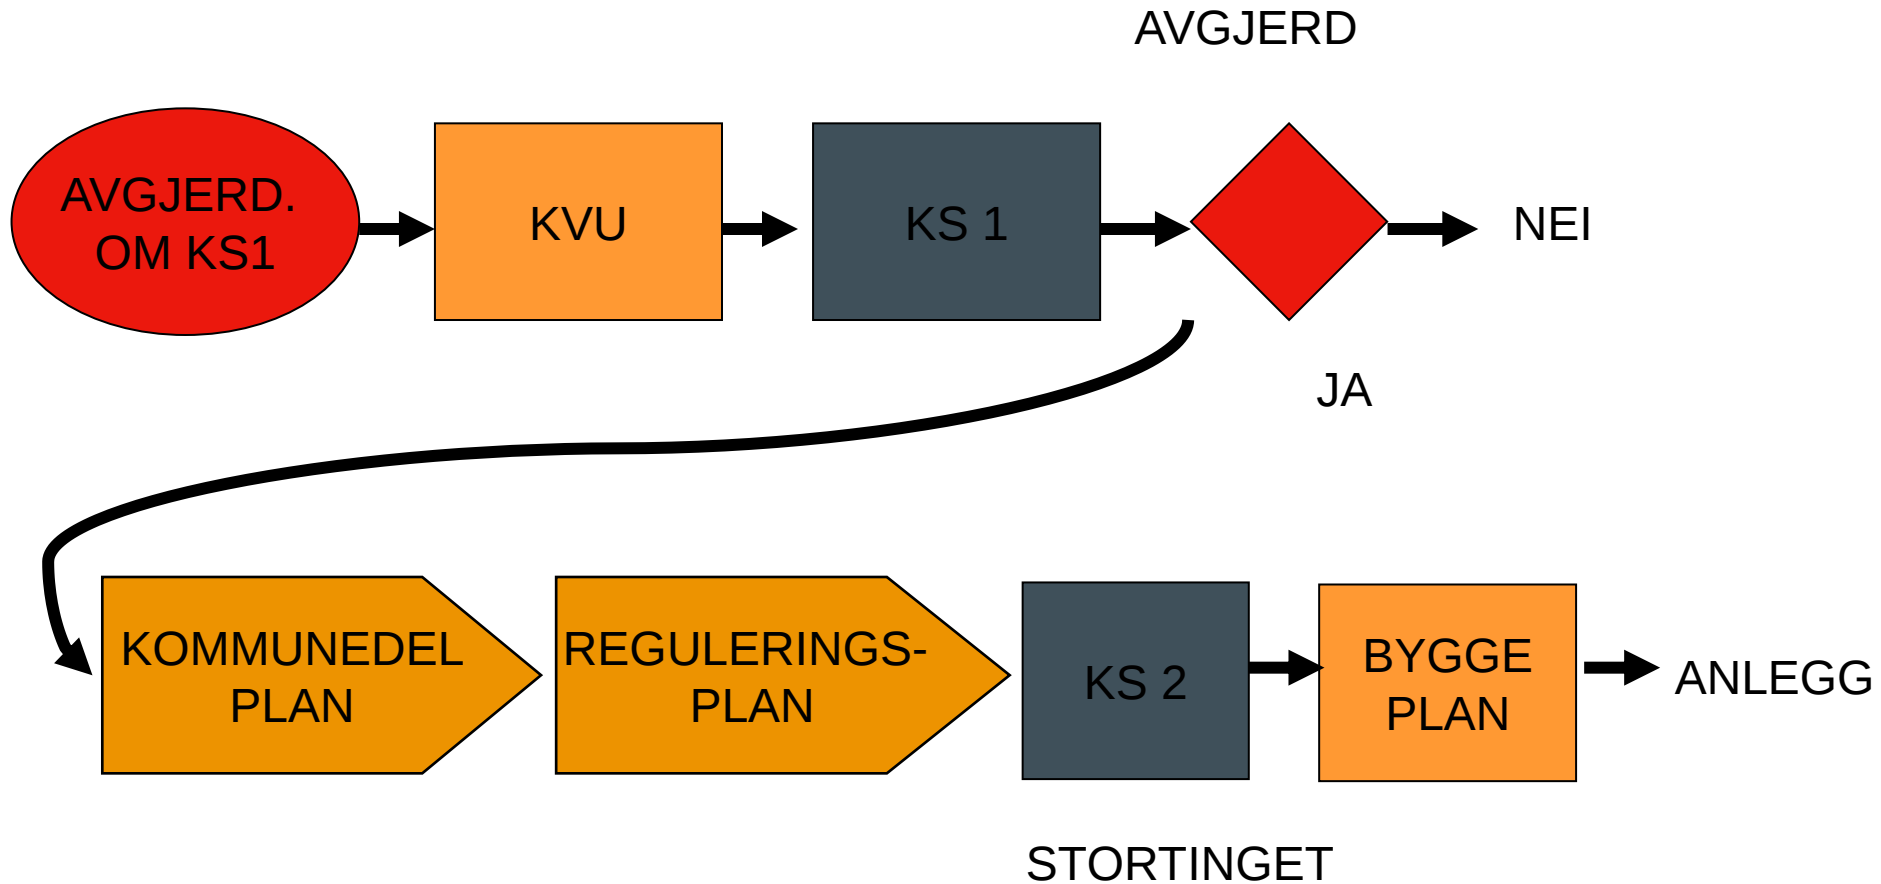 AVGJERD
AVGJERD.
OM KS1
KVU
KS 1
NEI
JA
KOMMUNEDEL
PLAN
REGULERINGS-
PLAN
KS 2
BYGGE
PLAN
ANLEGG
STORTINGET